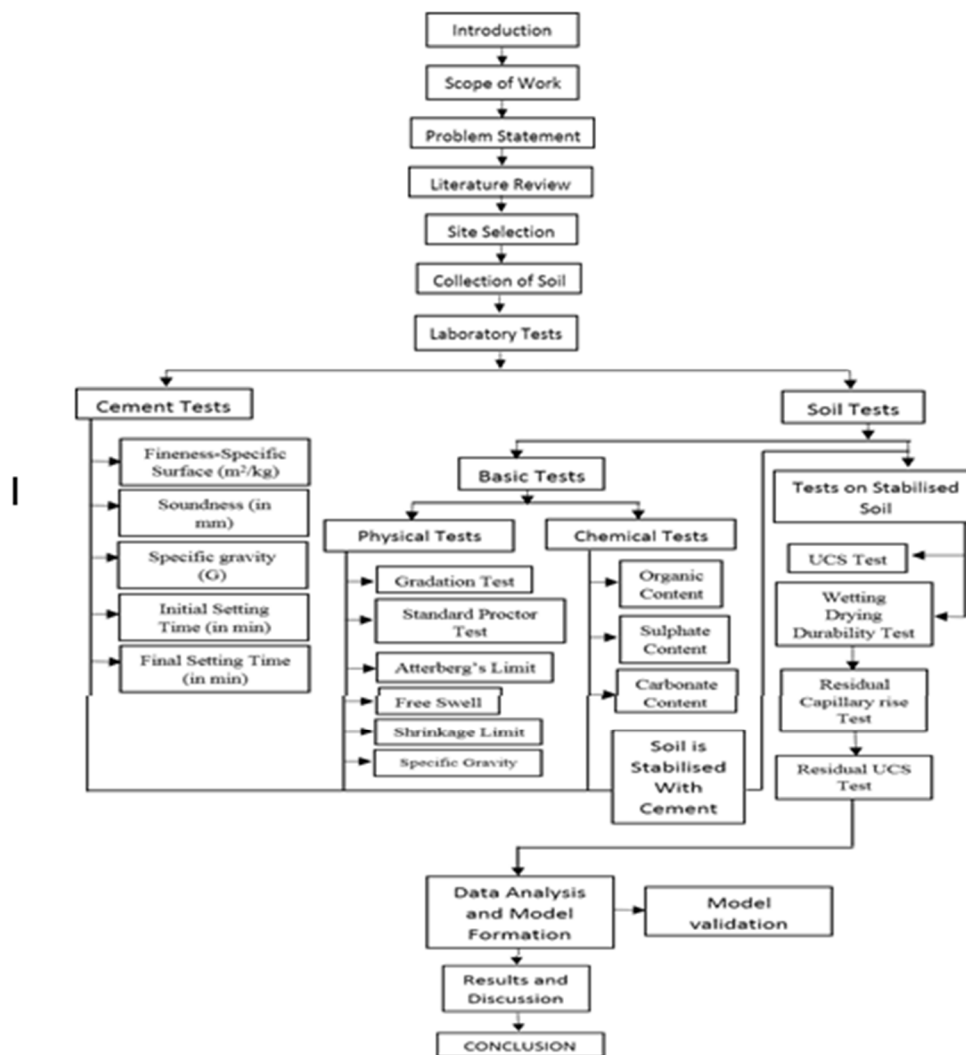 Introduction
Scope of Work
Problem Statement
Literature Review
Site Selection
Collection of Soil
Laboratory Tests
Cement Tests
Fineness-Specific
Surface (m²/kg)
Soundness (in
mm)
Specific gravity
(G)
Initial Setting
Time (in min)
Final Setting Time
(in min)
Soil Tests
Basic Tests
Physical Tests
Gradation Test
Standard Proctor
Test
Atterberg's Limit
Free Swell
Shrinkage Limit
Specific Gravity
Chemical Tests
Organic
Content
Sulphate
Content
Carbonate
Content
Soil is
Stabilised
With
Cement
Tests on Stabilised
Soil
UCS Test
Wetting
Drying
Durability Test
Residual
Capillary rise
Test
Residual UCS
Test
Data Analysis
and Model
Formation
Model
validation
Results and
Discussion
CONCLUSION